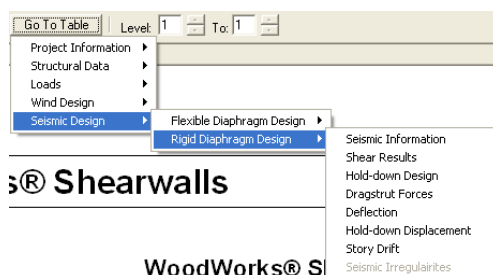 Go To Table Level: 1 To: 1
Project Information
Structural Data
Loads
Wind Design
Seismic Design
Flexible Diaphragm Design
Rigid Diaphragm Design
Seismic Information
Shear Results
Hold-down Design
Dragstrut Forces
Deflection
Hold-down Displacement
Story Drift
Seismic Irregulairites
s® Shearwalls
WoodWorks® S